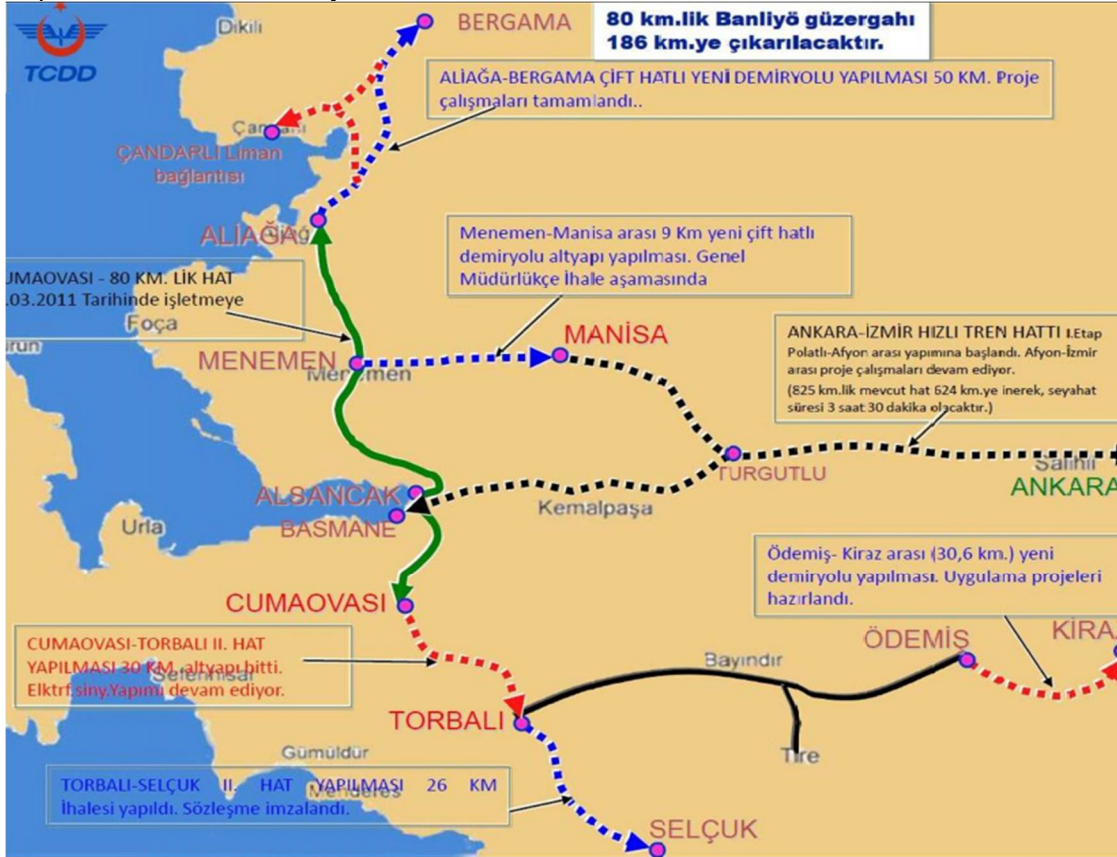 TCDD
Dikili
BERGAMA
80 km.lik Banliyö güzergahı
186 km.ye çıkarılacaktır.
ALİAĞA-BERGAMA ÇİFT HATLI YENİ DEMİRYOLU YAPILMASI 50 KM. Proje
çalışmaları tamamlandı..
ÇANDARLI Liman
bağlantısı
ALİAĞA
Menemen-Manisa arası 9 Km yeni çift hatlı
demiryolu altyapı yapılması. Genel
Müdürlükçe İhale aşamasında
UMAOVASI - 80 KM. LİK HAT
.03.2011 Tarihinde işletmeye
Foça
MENEMEN
Menemen
MANİSA
ANKARA-İZMİR HIZLI TREN HATTI I.Etap
Polatlı-Afyon arası yapımına başlandı. Afyon-İzmir
arası proje çalışmaları devam ediyor.
(825 km.lik mevcut hat 624 km.ye inerek, seyahat
süresi 3 saat 30 dakika olacaktır.)
TURGUTLU
Salihli
ANKARA
ALSANCAK
BASMANE
Kemalpaşa
Urla
CUMAOVASI
Ödemiş- Kiraz arası (30,6 km.) yeni
demiryolu yapılması. Uygulama projeleri
hazırlandı.
CUMAOVASI-TORBALI II. HAT
YAPILMASI 30 KM. altyapı bitti.
Elktrf.siny.Yapımı devam ediyor.
Seferihisar
Bayındır
ÖDEMİŞ
KİRAZ
TORBALI
Tire
Gümüldür
TORBALI-SELÇUK II. HAT YAPILMASI 26 KM
İhalesi yapıldı. Sözleşme imzalandı.
Menderes
SELÇUK